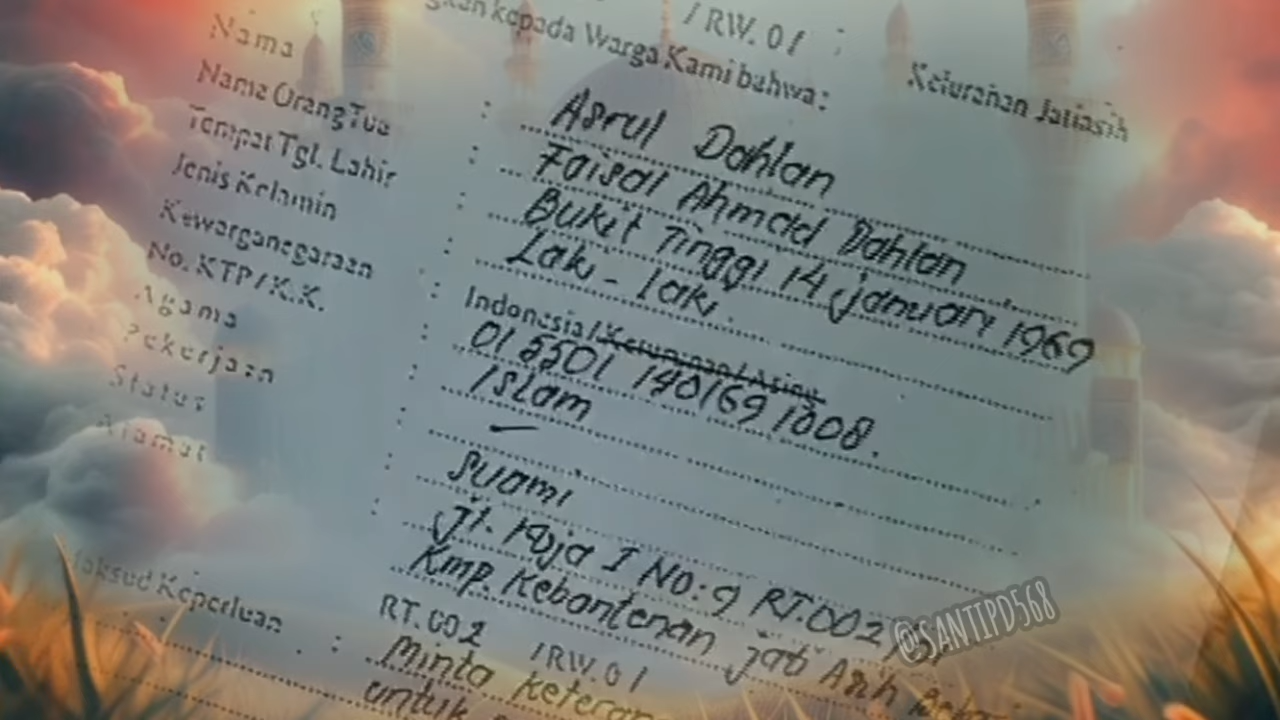 / RW. 01 :
kepada Warga Kami bahwa : Kelurahan Jatiasih
Nama : Asrul Dahlan
Nama Orang Tua : Faisal Ahmad Dahlan
Tempat Tgl. Lahir : Bukit Tinggi 14 januari 1969
Jenis Kelamin : Laki - laki.
Kewarganegaraan : Indonesia / Keturunan / Asing
No. KTP / K.K. : 01 5501 140169 1008.
Agama : Islam
Pekerjaan : -
Status : Suami
Alamat : jl. Raja I No: 9 RT.002/01
Kmp. Kebantenan jati Asih
RT. 002 / RW. 01
Maksud Keperluan : Minta
untuk
@SANTIPD568